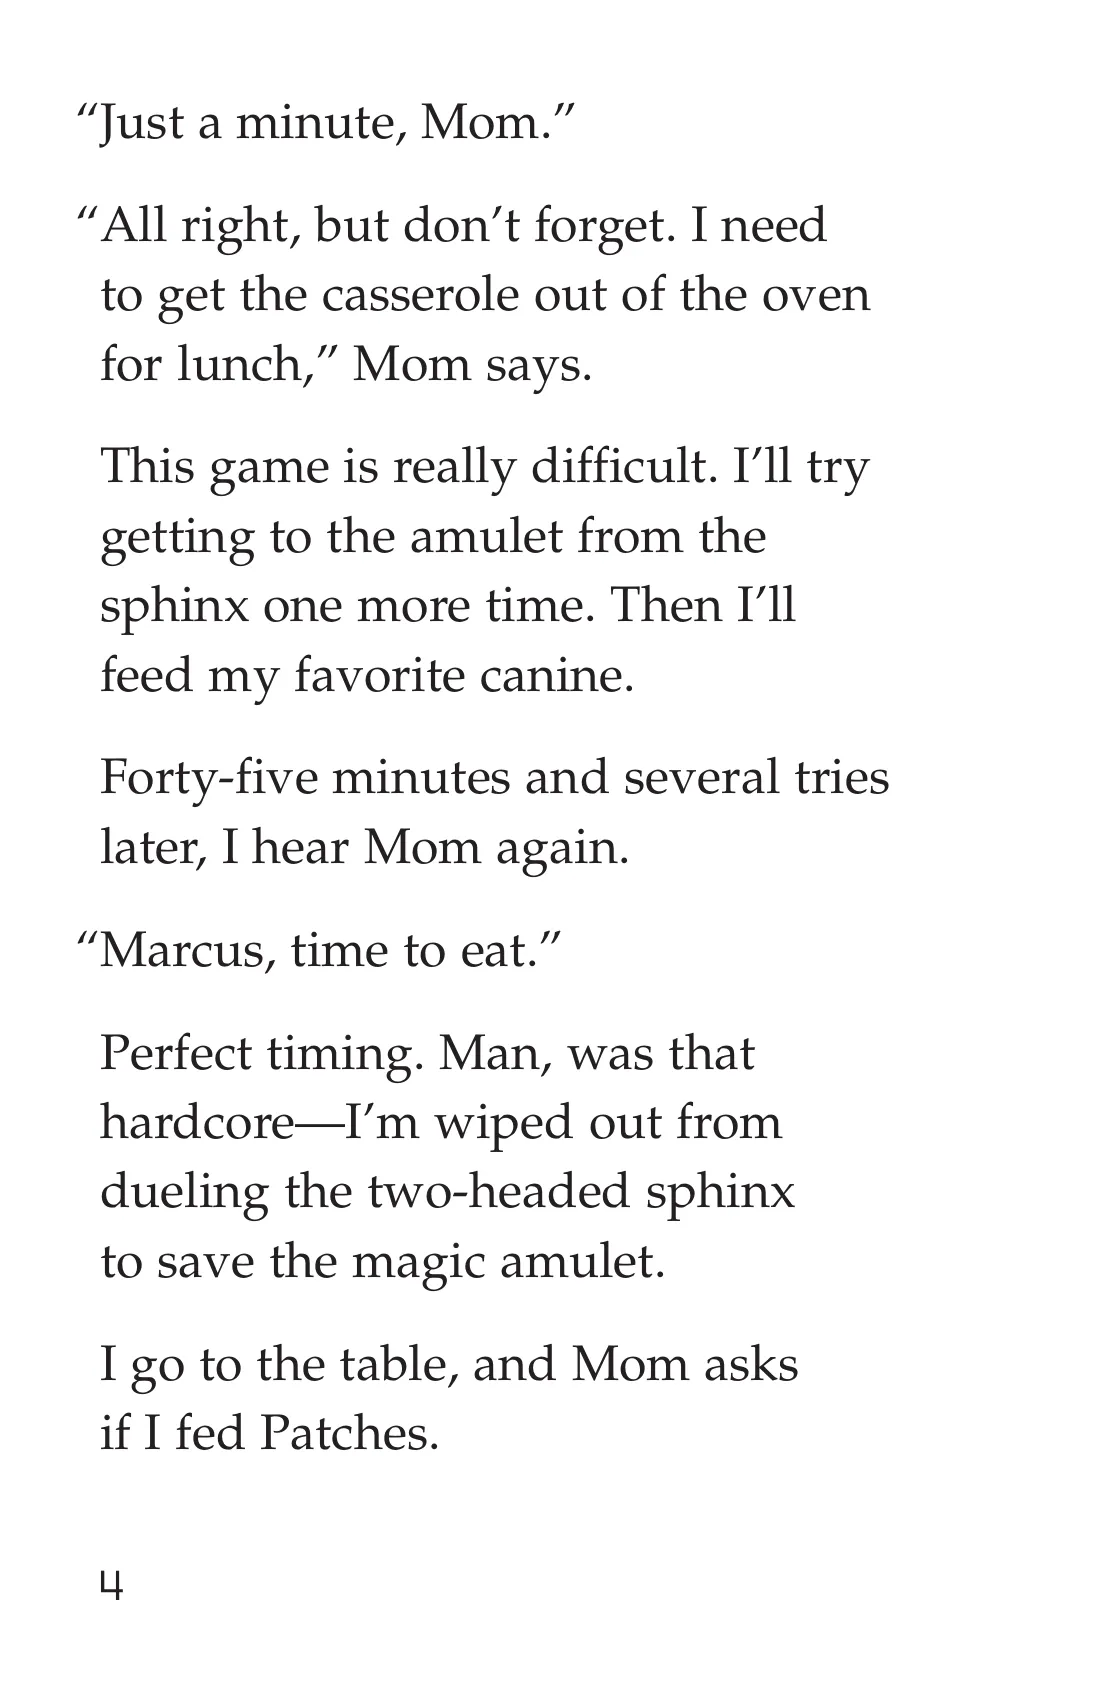 “Just a minute, Mom.”
“All right, but don’t forget. I need
to get the casserole out of the oven
for lunch,” Mom says.
This game is really difficult. I’ll try
getting to the amulet from the
sphinx one more time. Then I’ll
feed my favorite canine.
Forty-five minutes and several tries
later, I hear Mom again.
“Marcus, time to eat.”
Perfect timing. Man, was that
hardcore—I’m wiped out from
dueling the two-headed sphinx
to save the magic amulet.
I go to the table, and Mom asks
if I fed Patches.
4